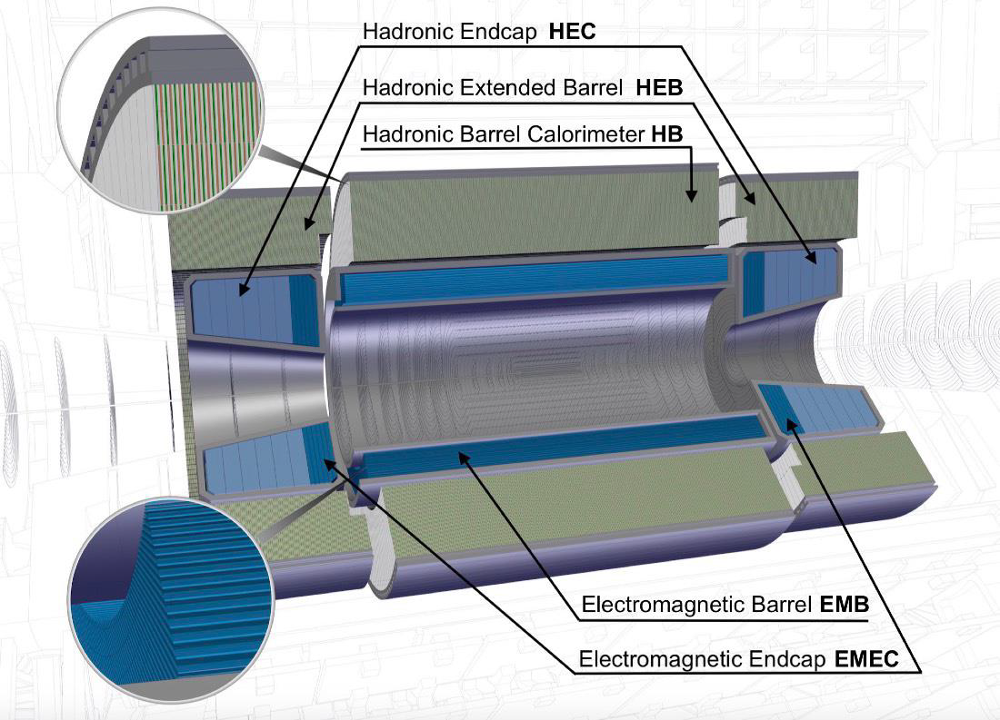 Hadronic Endcap HEC
Hadronic Extended Barrel HEB
Hadronic Barrel Calorimeter HB
Electromagnetic Barrel EMB
Electromagnetic Endcap EMEC